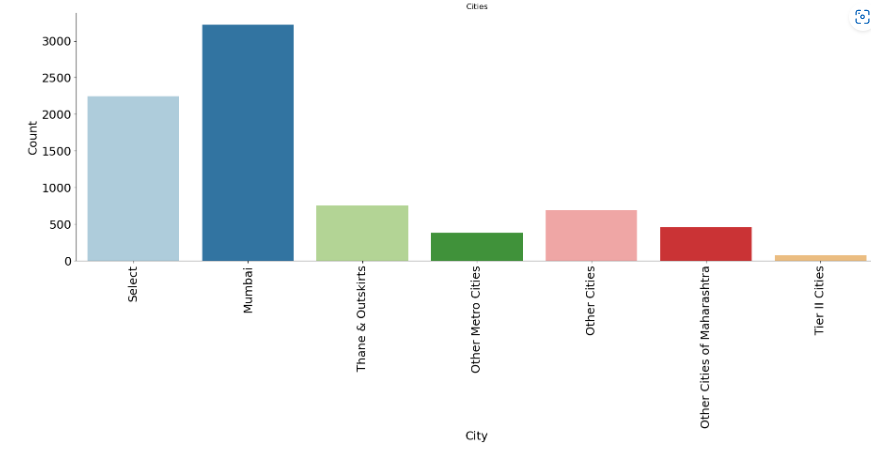 Cities
3000
2500
2000
1500
1000
500
0
Count
Select
Mumbai
Thane & Outskirts
Other Metro Cities
Other Cities
Other Cities of Maharashtra
Tier II Cities
City